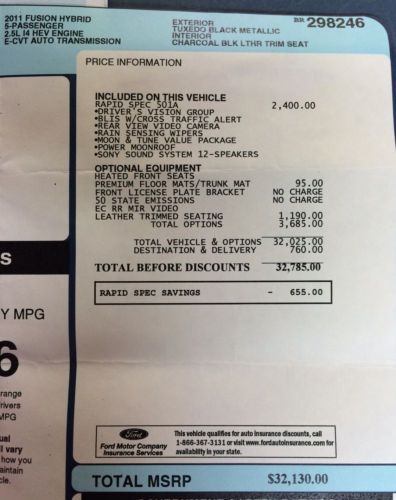 2011 FUSION HYBRID
5-PASSENGER
2.5L I4 HEV ENGINE
E-CVT AUTO TRANSMISSION
EXTERIOR
TUXEDO BLACK METALLIC
INTERIOR
CHARCOAL BLK LTHR TRIM SEAT
BR 298246
PRICE INFORMATION
INCLUDED ON THIS VEHICLE
RAPID SPEC 501A 2,400.00
•DRIVER'S VISION GROUP
•BLIS W/CROSS TRAFFIC ALERT
•REAR VIEW VIDEO CAMERA
•RAIN SENSING WIPERS
•MOON & TUNE VALUE PACKAGE
•POWER MOONROOF
•SONY SOUND SYSTEM 12-SPEAKERS
OPTIONAL EQUIPMENT
HEATED FRONT SEATS
PREMIUM FLOOR MATS/TRUNK MAT 95.00
FRONT LICENSE PLATE BRACKET NO CHARGE
50 STATE EMISSIONS NO CHARGE
EC RR MIR VIDEO
LEATHER TRIMMED SEATING 1,190.00
TOTAL OPTIONS 3,685.00
TOTAL VEHICLE & OPTIONS 32,025.00
DESTINATION & DELIVERY 760.00
TOTAL BEFORE DISCOUNTS 32,785.00
RAPID SPEC SAVINGS - 655.00
S
Y MPG
6
range
rivers
MPG
ual
ll vary
how you
aintain
icle.
Ford
Ford Motor Company
Insurance Services
This vehicle qualifies for auto insurance discounts, call
1-866-367-3131 or visit www.fordautoinsurance.com for
availability in your state.
TOTAL MSRP $32,130.00